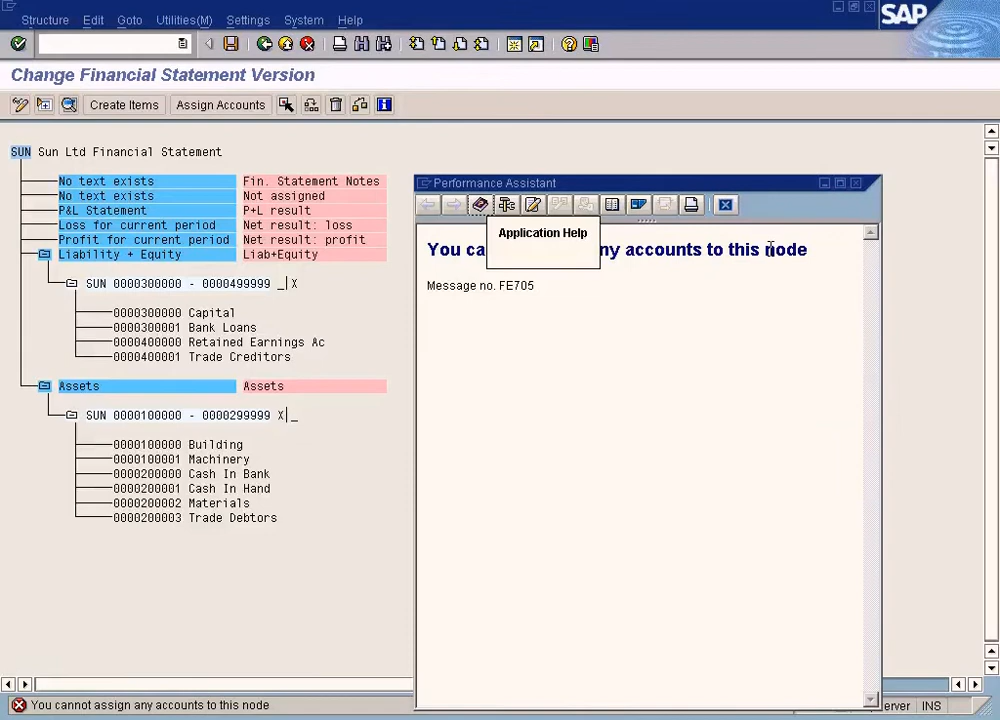 Structure Edit Goto Utilities(M) Settings System Help
SAP
Change Financial Statement Version
Create Items Assign Accounts
SUN Sun Ltd Financial Statement
No text exists Fin. Statement Notes
No text exists Not assigned
P&L Statement P+L result
Loss for current period Net result: loss
Profit for current period Net result: profit
Liability + Equity Liab+Equity
SUN 0000300000 - 0000499999 _ X
0000300000 Capital
0000300001 Bank Loans
0000400000 Retained Earnings Ac
0000400001 Trade Creditors
Assets Assets
SUN 0000100000 - 0000299999 X _
0000100000 Building
0000100001 Machinery
0000200000 Cash In Bank
0000200001 Cash In Hand
0000200002 Materials
0000200003 Trade Debtors
Performance Assistant
Application Help
You ca ny accounts to this node
Message no. FE705
You cannot assign any accounts to this node
erver INS